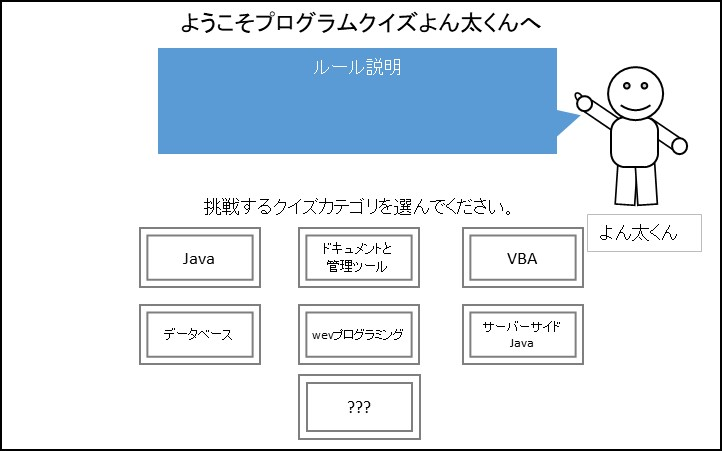 ようこそプログラムクイズよん太くんへ
ルール説明
よん太くん
挑戦するクイズカテゴリを選んでください。
Java
ドキュメントと
管理ツール
VBA
データベース
wevプログラミング
サーバーサイド
Java
???